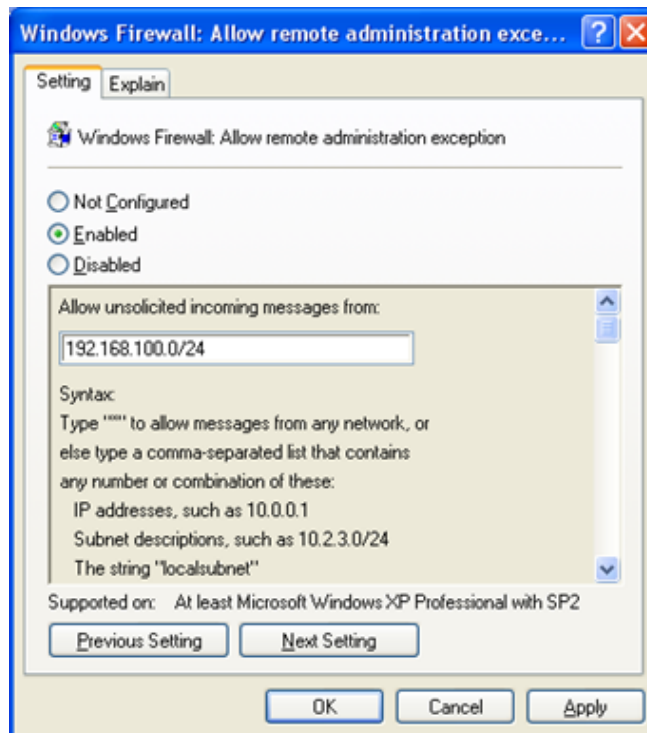 Windows Firewall: Allow remote administration exce...
Setting
Explain
Windows Firewall: Allow remote administration exception
Not Configured
Enabled
Disabled
Allow unsolicited incoming messages from:
192.168.100.0/24
Syntax:
Type "*" to allow messages from any network, or
else type a comma-separated list that contains
any number or combination of these:
IP addresses, such as 10.0.0.1
Subnet descriptions, such as 10.2.3.0/24
The string "localsubnet"
Supported on: At least Microsoft Windows XP Professional with SP2
Previous Setting
Next Setting
OK
Cancel
Apply